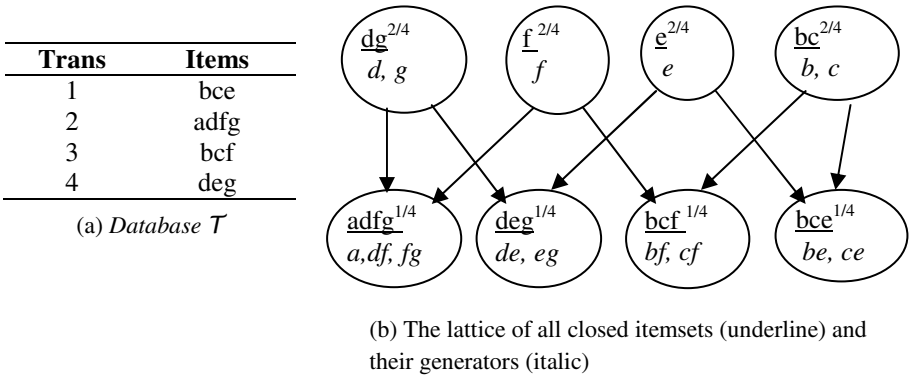 Trans Items
1 bce
2 adfg
3 bcf
4 deg
(a) Database T
dg2/4
d, g
f 2/4
f
e2/4
e
bc2/4
b, c
adfg1/4
a,df, fg
deg1/4
de, eg
bcf 1/4
bf, cf
bce1/4
be, ce
(b) The lattice of all closed itemsets (underline) and
their generators (italic)